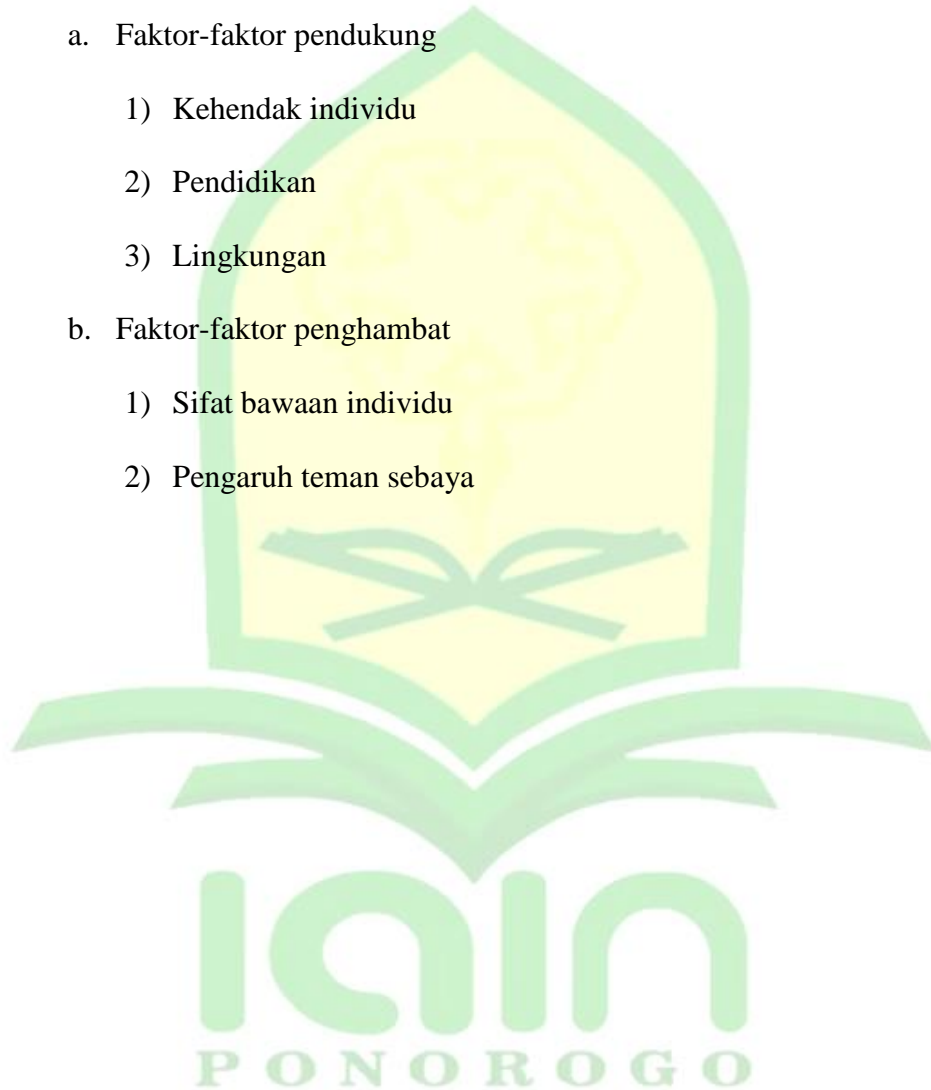 a. Faktor-faktor pendukung
1) Kehendak individu
2) Pendidikan
3) Lingkungan
b. Faktor-faktor penghambat
1) Sifat bawaan individu
2) Pengaruh teman sebaya
iain
PONOROGO